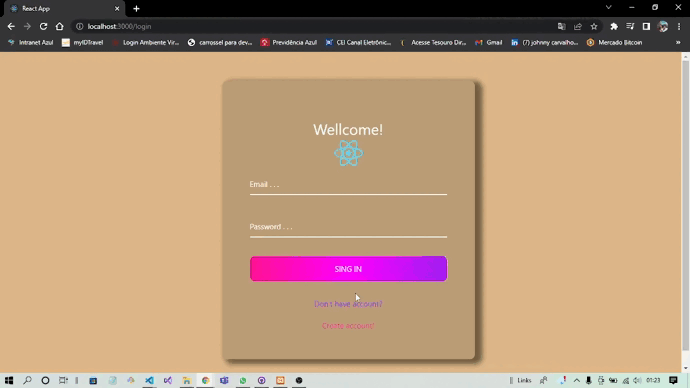 React App
localhost:3000/login
Intranet Azul
myIDTravel
Login Ambiente Vir...
carrossel para dev...
Previdência Azul
CEI Canal Eletrônic...
Acesse Tesouro Dir...
Gmail
(7) johnny carvalho...
Mercado Bitcoin
»
Wellcome!
Email . . .
Password . . .
SING IN
Don't have account?
Create account!
Links
01:23